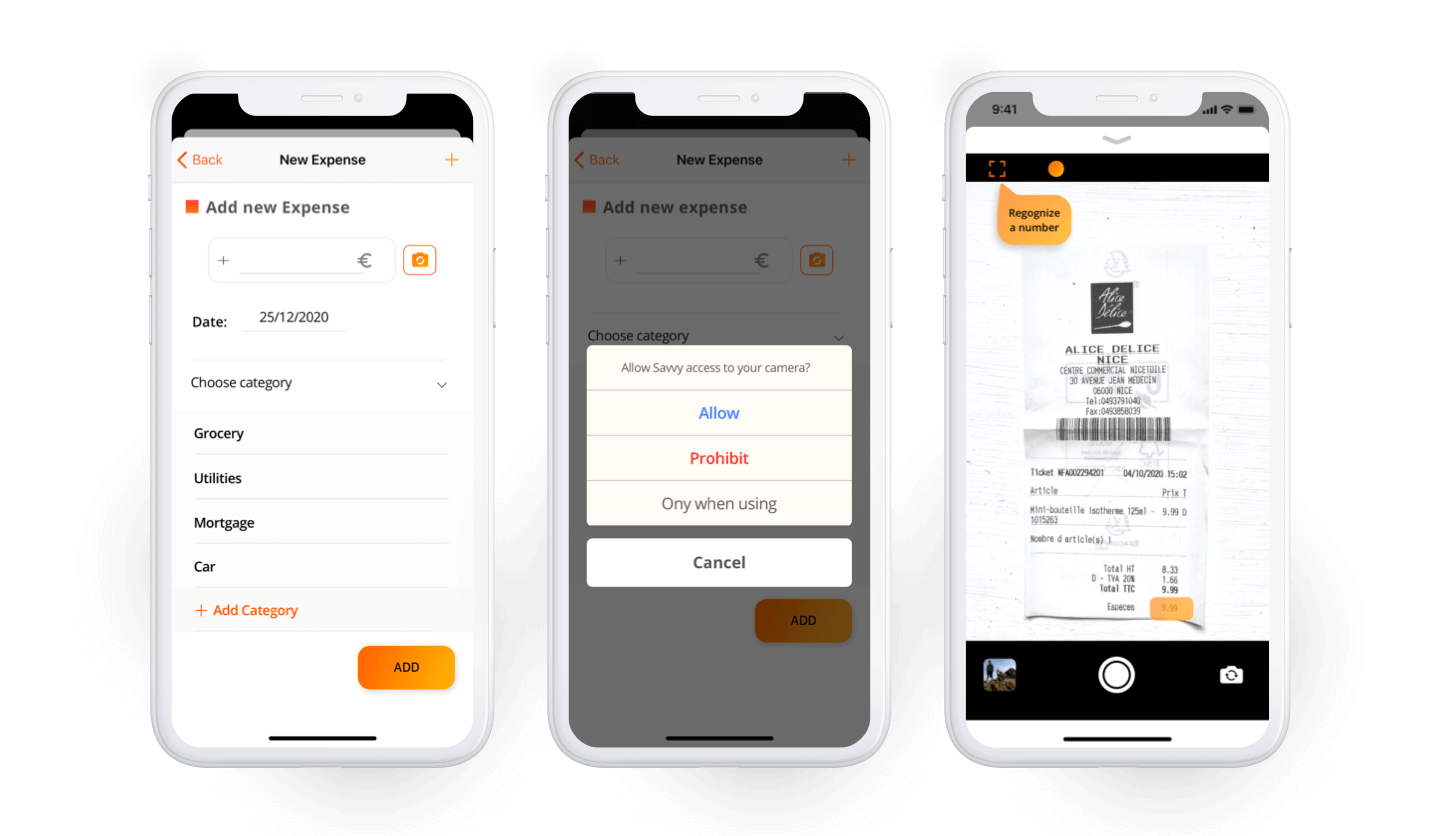 Back
New Expense
+
Add new Expense
+
€
Date:
25/12/2020
Choose category
Grocery
Utilities
Mortgage
Car
+ Add Category
ADD
Back
New Expense
+
Add new expense
+
€
Choose category
Allow Savvy access to your camera?
Allow
Prohibit
Ony when using
Cancel
ADD
9:41
Regognize
a number
Alice
Délice
ALICE DELICE
NICE
CENTRE COMMERCIAL NICETOILE
30 AVENUE JEAN MEDECIN
06000 NICE
Tel:0493791040
Fax:0493858039
Ticket NFA002294201 04/10/2020 15:02
Article Prix T
Mini-bouteille isotherme 125ml - 9.99 D
1015263
Nombre d article(s) 1
Total HT 8.33
D - TVA 20% 1.66
Total TTC 9.99
Especes 9.99